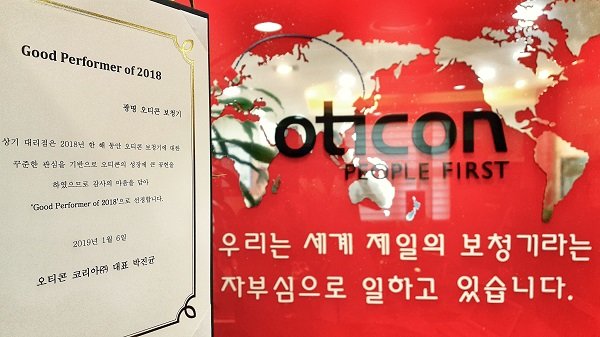 Good Performer of 2018
광명 오티콘 보청기
상기 대리점은 2018년 한 해 동안 오티콘 보청기에 대한
꾸준한 관심을 기반으로 오티콘의 성장에 큰 공헌을
하였으므로 감사의 마음을 담아
'Good Performer of 2018'으로 선정합니다.
2019년 1월 6일
오티콘 코리아㈜ 대표 박진균
oticon
PEOPLE FIRST
우리는 세계 제일의 보청기라는
자부심으로 일하고 있습니다.